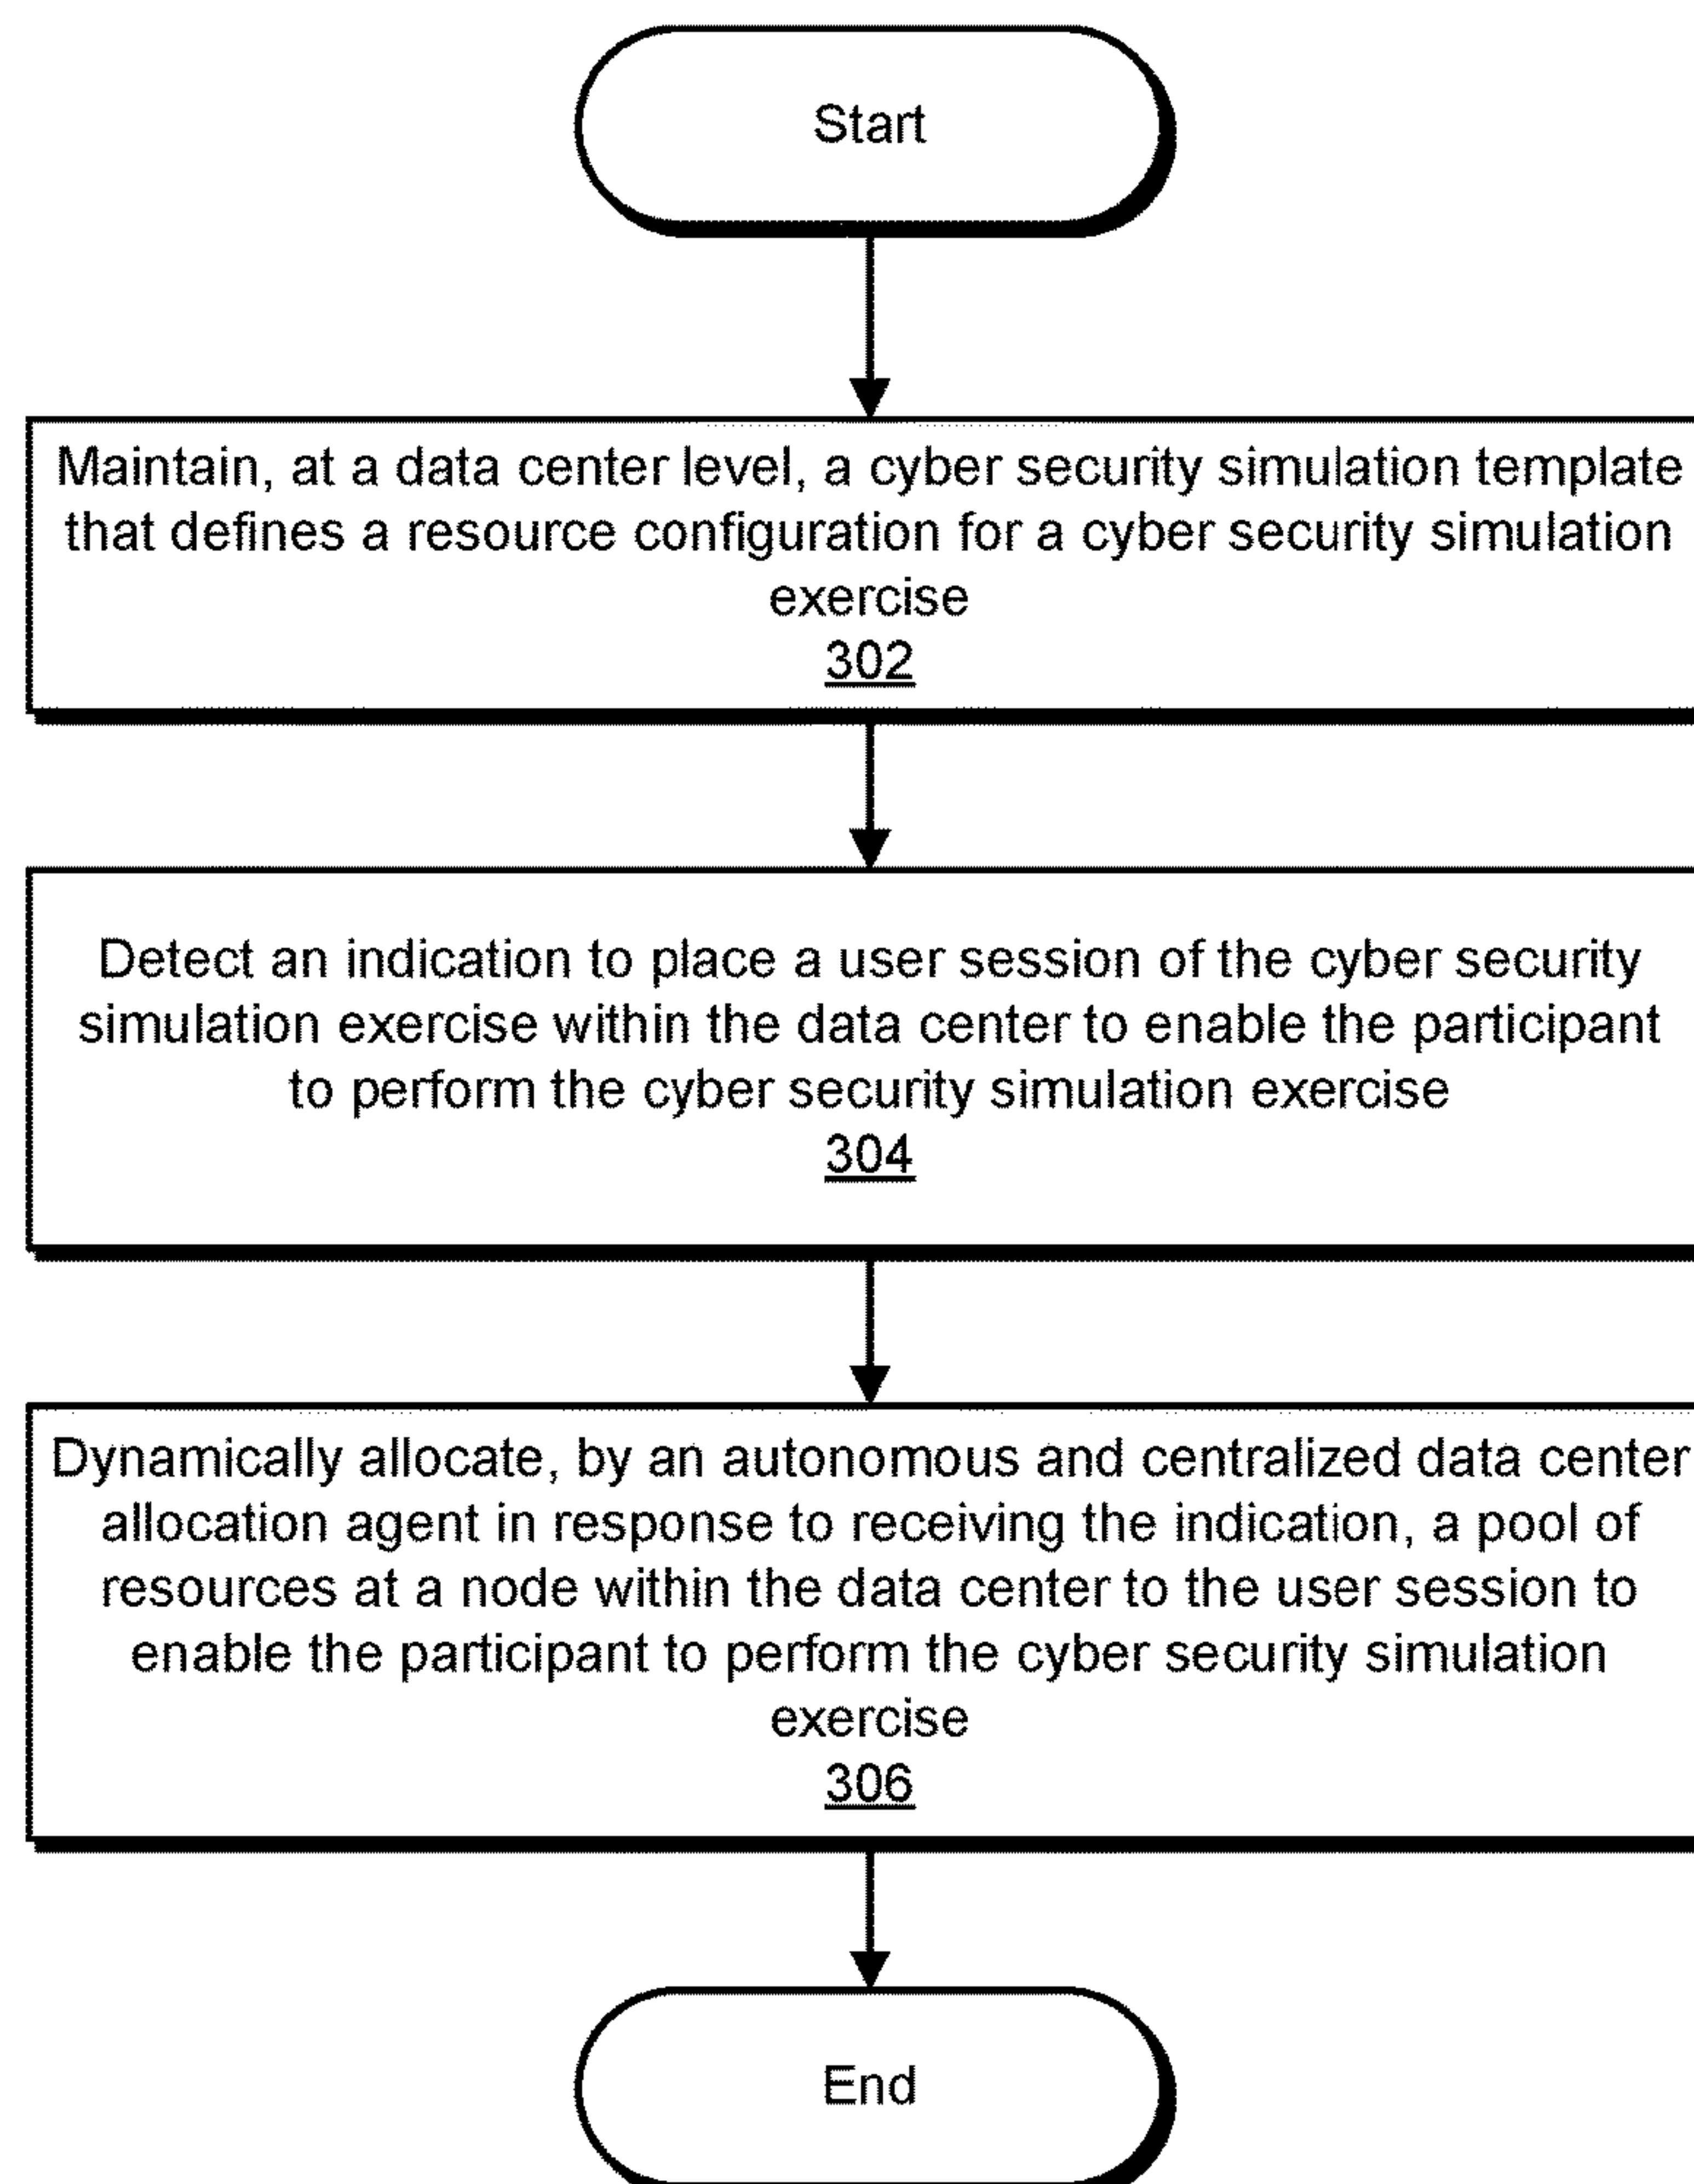 Start
Maintain, at a data center level, a cyber security simulation template
that defines a resource configuration for a cyber security simulation
exercise
302
Detect an indication to place a user session of the cyber security
simulation exercise within the data center to enable the participant
to perform the cyber security simulation exercise
304
Dynamically allocate, by an autonomous and centralized data center
allocation agent in response to receiving the indication, a pool of
resources at a node within the data center to the user session to
enable the participant to perform the cyber security simulation
exercise
306
End